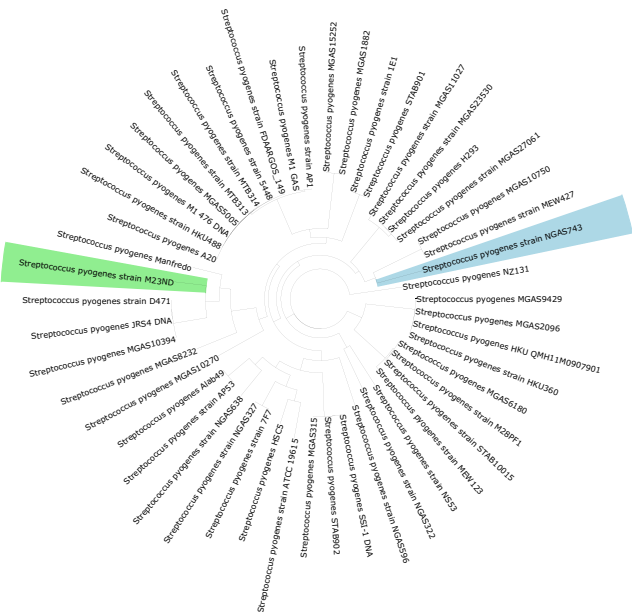 Streptococcus pyogenes MGAS15252
Streptococcus pyogenes MGAS1882
Streptococcus pyogenes strain 1E1
Streptococcus pyogenes STAB901
Streptococcus pyogenes strain MGAS11027
Streptococcus pyogenes strain MGAS23530
Streptococcus pyogenes H293
Streptococcus pyogenes strain MGAS27061
Streptococcus pyogenes MGAS10750
Streptococcus pyogenes strain MEW427
Streptococcus pyogenes strain NGAS743
Streptococcus pyogenes NZ131
Streptococcus pyogenes MGAS9429
Streptococcus pyogenes MGAS2096
Streptococcus pyogenes HKU QMH11M0907901
Streptococcus pyogenes strain HKU360
Streptococcus pyogenes MGAS6180
Streptococcus pyogenes strain M28PF1
Streptococcus pyogenes strain STAB10015
Streptococcus pyogenes strain MEW123
Streptococcus pyogenes strain NS53
Streptococcus pyogenes strain NGAS322
Streptococcus pyogenes strain NGAS596
Streptococcus pyogenes SSI-1 DNA
Streptococcus pyogenes STAB902
Streptococcus pyogenes MGAS315
Streptococcus pyogenes strain ATCC 19615
Streptococcus pyogenes HSC5
Streptococcus pyogenes strain 7F7
Streptococcus pyogenes strain NGAS327
Streptococcus pyogenes strain NGAS638
Streptococcus pyogenes strain AP53
Streptococcus pyogenes Alab49
Streptococcus pyogenes MGAS10270
Streptococcus pyogenes MGAS8232
Streptococcus pyogenes MGAS10394
Streptococcus pyogenes JRS4 DNA
Streptococcus pyogenes strain D471
Streptococcus pyogenes strain M23ND
Streptococcus pyogenes Manfredo
Streptococcus pyogenes A20
Streptococcus pyogenes strain HKU488
Streptococcus pyogenes M1 476 DNA
Streptococcus pyogenes MGAS5005
Streptococcus pyogenes strain MTB313
Streptococcus pyogenes strain MTB314
Streptococcus pyogenes strain 5448
Streptococcus pyogenes strain FDAARGOS_149
Streptococcus pyogenes M1 GAS
Streptococcus pyogenes strain AP1